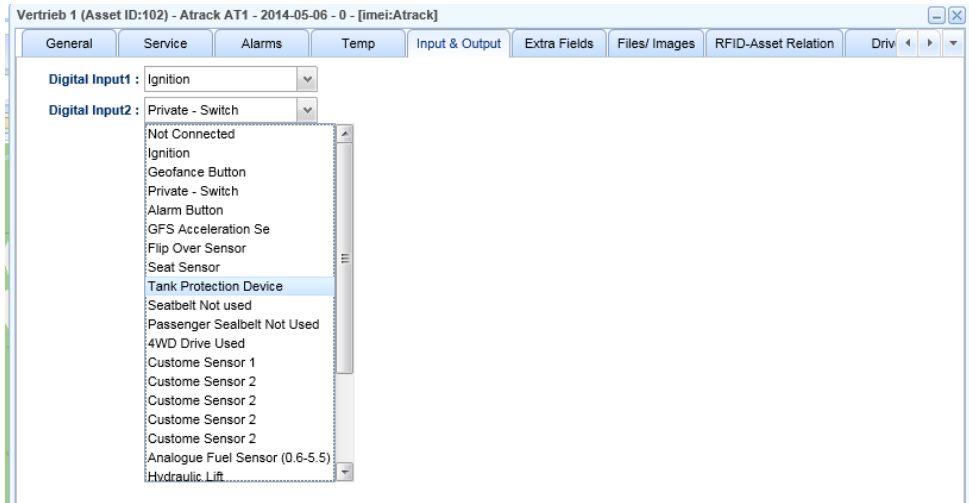 Vertrieb 1 (Asset ID:102) - Atrack AT1 - 2014-05-06 - 0 - [imei:Atrack]
General Service Alarms Temp Input & Output Extra Fields Files/ Images RFID-Asset Relation Driv
Digital Input1 : Ignition
Digital Input2 : Private - Switch
Not Connected
Ignition
Geofance Button
Private - Switch
Alarm Button
GFS Acceleration Se
Flip Over Sensor
Seat Sensor
Tank Protection Device
Seatbelt Not used
Passenger Sealbelt Not Used
4WD Drive Used
Custome Sensor 1
Custome Sensor 2
Custome Sensor 2
Custome Sensor 2
Custome Sensor 2
Analogue Fuel Sensor (0.6-5.5)
Hydraulic Lift